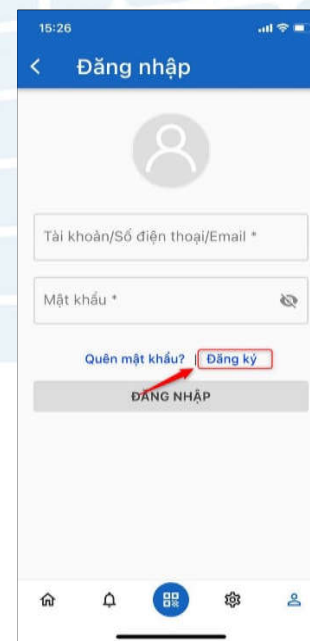 15:26
Đăng nhập
Tài khoản/Số điện thoại/Email *
Mật khẩu *
Quên mật khẩu? | Đăng ký
ĐĂNG NHẬP